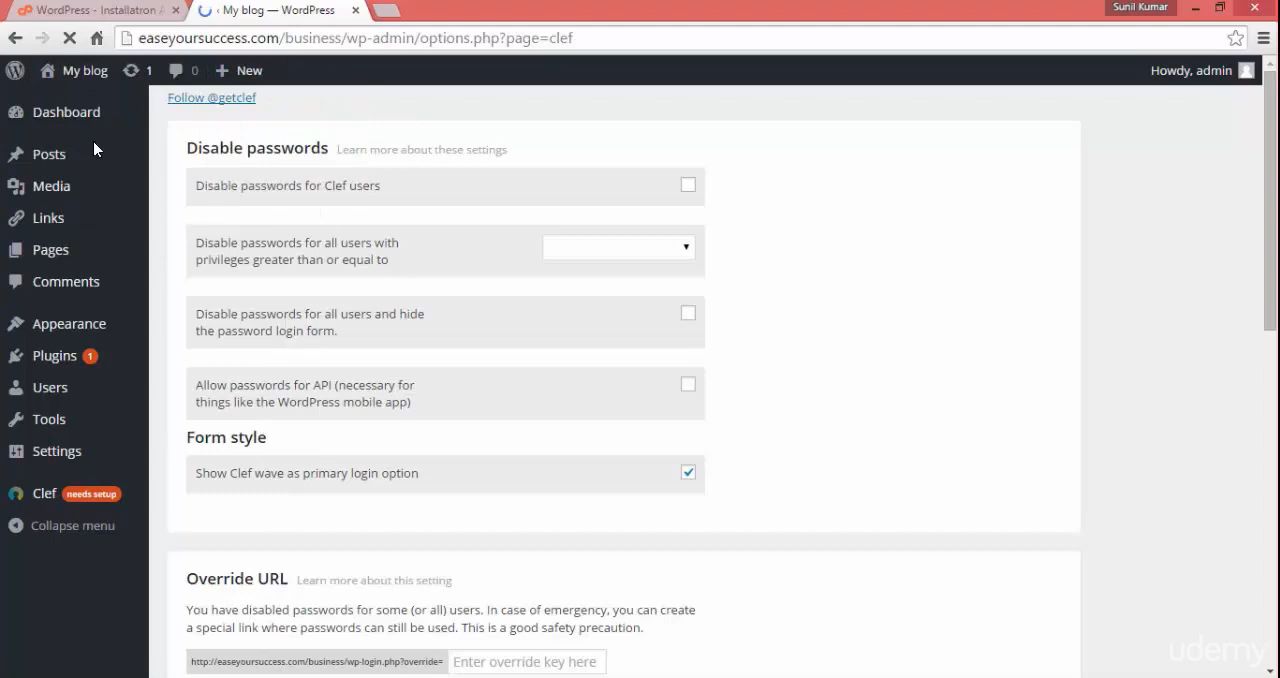 WordPress - Installatron
My blog — WordPress
Sunil Kumar
easeyoursuccess.com/business/wp-admin/options.php?page=clef
My blog 1 0 New
Howdy, admin
Dashboard
Posts
Media
Links
Pages
Comments
Appearance
Plugins 1
Users
Tools
Settings
Clef needs setup
Collapse menu
Follow @getclef
Disable passwords Learn more about these settings
Disable passwords for Clef users
Disable passwords for all users with
privileges greater than or equal to
Disable passwords for all users and hide
the password login form.
Allow passwords for API (necessary for
things like the WordPress mobile app)
Form style
Show Clef wave as primary login option
Override URL Learn more about this setting
You have disabled passwords for some (or all) users. In case of emergency, you can create
a special link where passwords can still be used. This is a good safety precaution.
http://easeyoursuccess.com/business/wp-login.php?override= Enter override key here
udemy